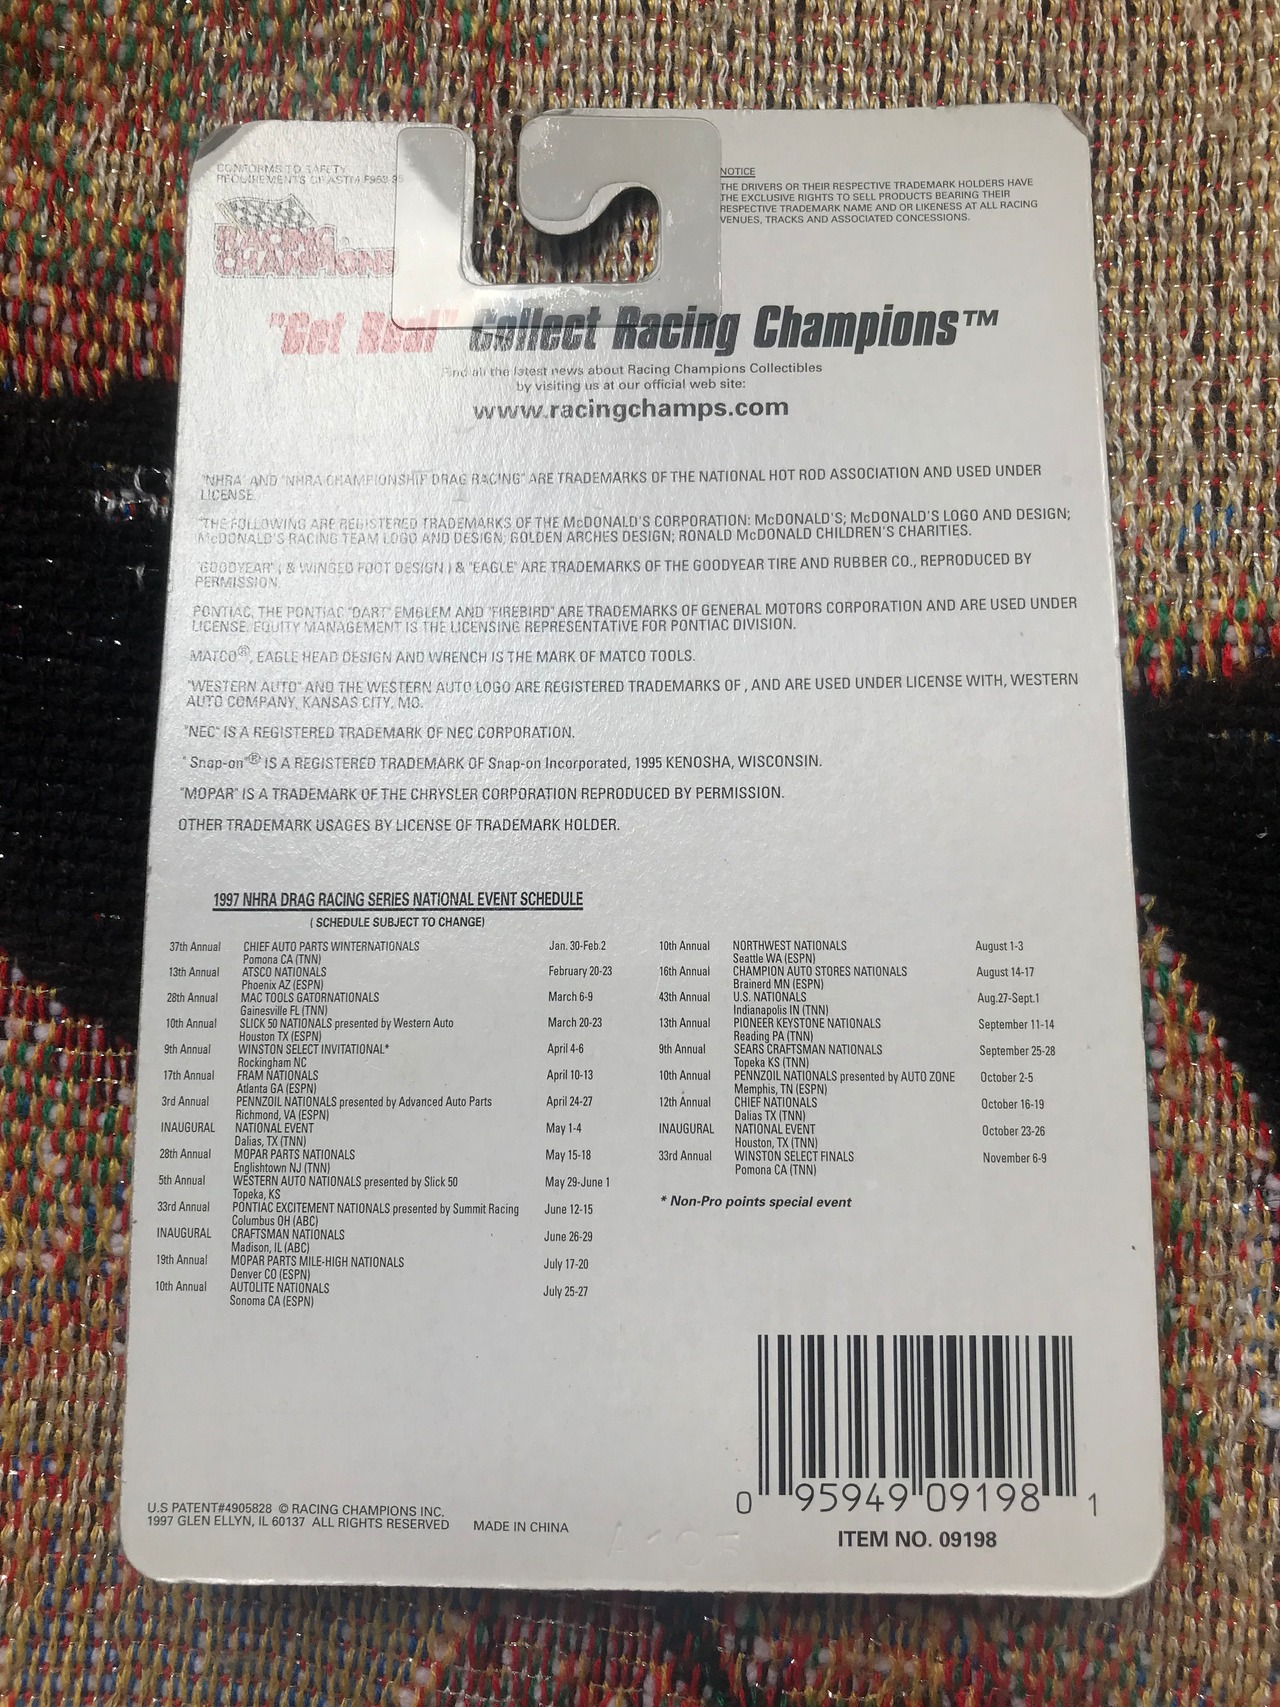 CONFORMS TO SAFETY
REQUIREMENTS OF ASTM F963-95
RACING
CHAMPIONS
NOTICE
THE DRIVERS OR THEIR RESPECTIVE TRADEMARK HOLDERS HAVE
THE EXCLUSIVE RIGHTS TO SELL PRODUCTS BEARING THEIR
RESPECTIVE TRADEMARK NAME AND OR LIKENESS AT ALL RACING
VENUES, TRACKS AND ASSOCIATED CONCESSIONS.
"Get Real" Collect Racing Champions™
Find all the latest news about Racing Champions Collectibles
by visiting us at our official web site:
www.racingchamps.com
"NHRA" AND "NHRA CHAMPIONSHIP DRAG RACING" ARE TRADEMARKS OF THE NATIONAL HOT ROD ASSOCIATION AND USED UNDER
LICENSE.
"THE FOLLOWING ARE REGISTERED TRADEMARKS OF THE McDONALD'S CORPORATION: McDONALD'S; McDONALD'S LOGO AND DESIGN;
McDONALD'S RACING TEAM LOGO AND DESIGN; GOLDEN ARCHES DESIGN; RONALD McDONALD CHILDREN'S CHARITIES.
"GOODYEAR" ( & WINGED FOOT DESIGN ) & "EAGLE" ARE TRADEMARKS OF THE GOODYEAR TIRE AND RUBBER CO., REPRODUCED BY
PERMISSION.
PONTIAC, THE PONTIAC "DART" EMBLEM AND "FIREBIRD" ARE TRADEMARKS OF GENERAL MOTORS CORPORATION AND ARE USED UNDER
LICENSE. EQUITY MANAGEMENT IS THE LICENSING REPRESENTATIVE FOR PONTIAC DIVISION.
MATCO®, EAGLE HEAD DESIGN AND WRENCH IS THE MARK OF MATCO TOOLS.
"WESTERN AUTO" AND THE WESTERN AUTO LOGO ARE REGISTERED TRADEMARKS OF , AND ARE USED UNDER LICENSE WITH, WESTERN
AUTO COMPANY, KANSAS CITY, MO.
"NEC" IS A REGISTERED TRADEMARK OF NEC CORPORATION.
" Snap-on"® IS A REGISTERED TRADEMARK OF Snap-on Incorporated, 1995 KENOSHA, WISCONSIN.
"MOPAR" IS A TRADEMARK OF THE CHRYSLER CORPORATION REPRODUCED BY PERMISSION.
OTHER TRADEMARK USAGES BY LICENSE OF TRADEMARK HOLDER.
1997 NHRA DRAG RACING SERIES NATIONAL EVENT SCHEDULE
( SCHEDULE SUBJECT TO CHANGE)
37th Annual CHIEF AUTO PARTS WINTERNATIONALS Jan. 30-Feb.2
Pomona CA (TNN)
13th Annual ATSCO NATIONALS February 20-23
Phoenix AZ (ESPN)
28th Annual MAC TOOLS GATORNATIONALS March 6-9
Gainesville FL (TNN)
10th Annual SLICK 50 NATIONALS presented by Western Auto March 20-23
Houston TX (ESPN)
9th Annual WINSTON SELECT INVITATIONAL* April 4-6
Rockingham NC
17th Annual FRAM NATIONALS April 10-13
Atlanta GA (ESPN)
3rd Annual PENNZOIL NATIONALS presented by Advanced Auto Parts April 24-27
Richmond, VA (ESPN)
INAUGURAL NATIONAL EVENT May 1-4
Dallas, TX (TNN)
28th Annual MOPAR PARTS NATIONALS May 15-18
Englishtown NJ (TNN)
5th Annual WESTERN AUTO NATIONALS presented by Slick 50 May 29-June 1
Topeka, KS
33rd Annual PONTIAC EXCITEMENT NATIONALS presented by Summit Racing June 12-15
Columbus OH (ABC)
INAUGURAL CRAFTSMAN NATIONALS June 26-29
Madison, IL (ABC)
19th Annual MOPAR PARTS MILE-HIGH NATIONALS July 17-20
Denver CO (ESPN)
10th Annual AUTOLITE NATIONALS July 25-27
Sonoma CA (ESPN)
10th Annual NORTHWEST NATIONALS August 1-3
Seattle WA (ESPN)
16th Annual CHAMPION AUTO STORES NATIONALS August 14-17
Brainerd MN (ESPN)
43th Annual U.S. NATIONALS Aug.27-Sept.1
Indianapolis IN (TNN)
13th Annual PIONEER KEYSTONE NATIONALS September 11-14
Reading PA (TNN)
9th Annual SEARS CRAFTSMAN NATIONALS September 25-28
Topeka KS (TNN)
10th Annual PENNZOIL NATIONALS presented by AUTO ZONE October 2-5
Memphis, TN (ESPN)
12th Annual CHIEF NATIONALS October 16-19
Dallas TX (TNN)
INAUGURAL NATIONAL EVENT October 23-26
Houston, TX (TNN)
33rd Annual WINSTON SELECT FINALS November 6-9
Pomona CA (TNN)
* Non-Pro points special event
0 95949 09198 1
ITEM NO. 09198
U.S PATENT#4905828 © RACING CHAMPIONS INC.
1997 GLEN ELLYN, IL 60137 ALL RIGHTS RESERVED MADE IN CHINA